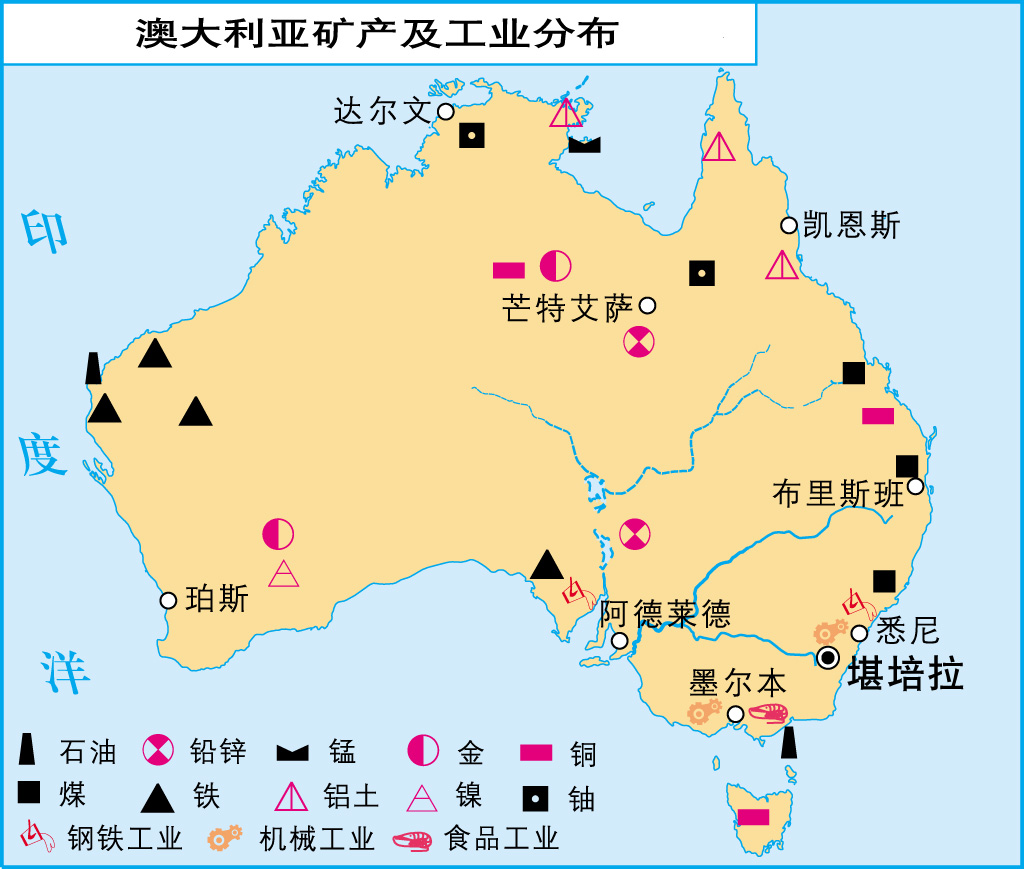 澳大利亚矿产及工业分布
达尔文
印
凯恩斯
芒特艾萨
度
布里斯班
珀斯
阿德莱德
悉尼
洋
堪培拉
墨尔本
石油 铅锌 锰 金 铜
煤 铁 铝土 镍 铀
钢铁工业 机械工业 食品工业